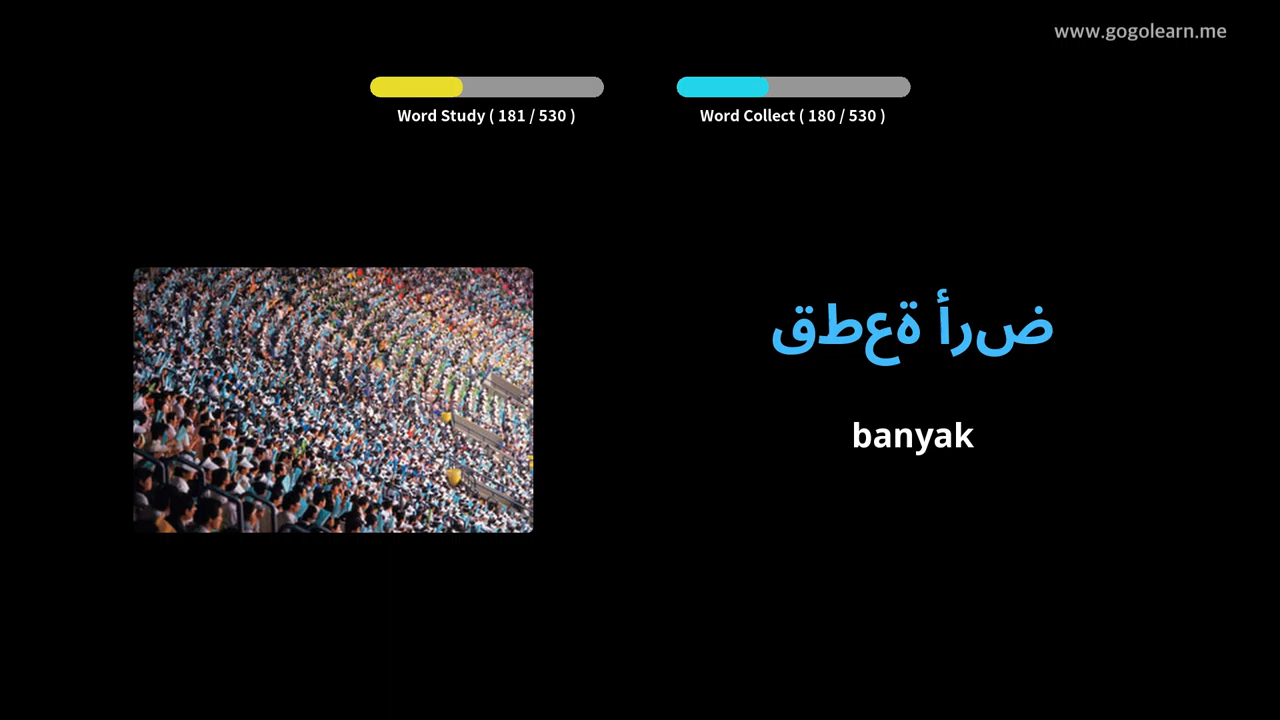 www.gogolearn.me
Word Study ( 181 / 530 )
Word Collect ( 180 / 530 )
ضرأ ةعطق
banyak